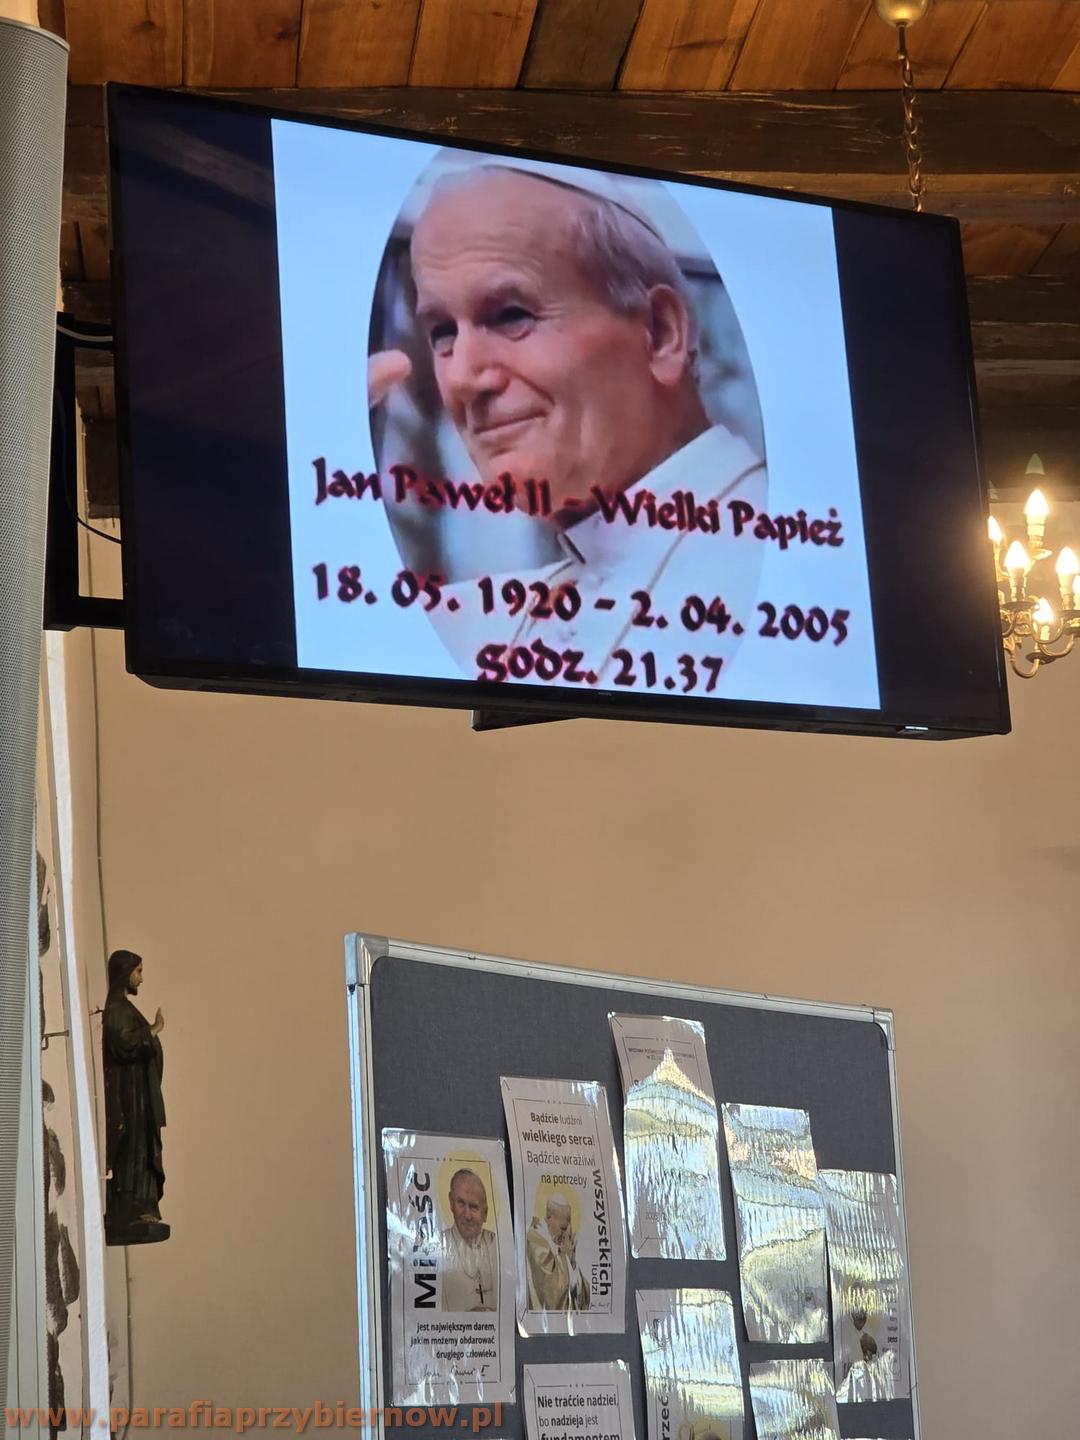 Jan Paweł II - Wielki Papież
18. 05. 1920 - 2. 04. 2005
godz. 21.37
Miłość
jest największym darem,
jakim możemy obdarować
drugiego człowieka
Bądźcie ludźmi
wielkiego serca!
Bądźcie wrażliwi
na potrzeby
wszystkich
ludzi
Nie traćcie nadziei,
bo nadzieja jest
fundamentem
www.parafiaprzybiernow.pl